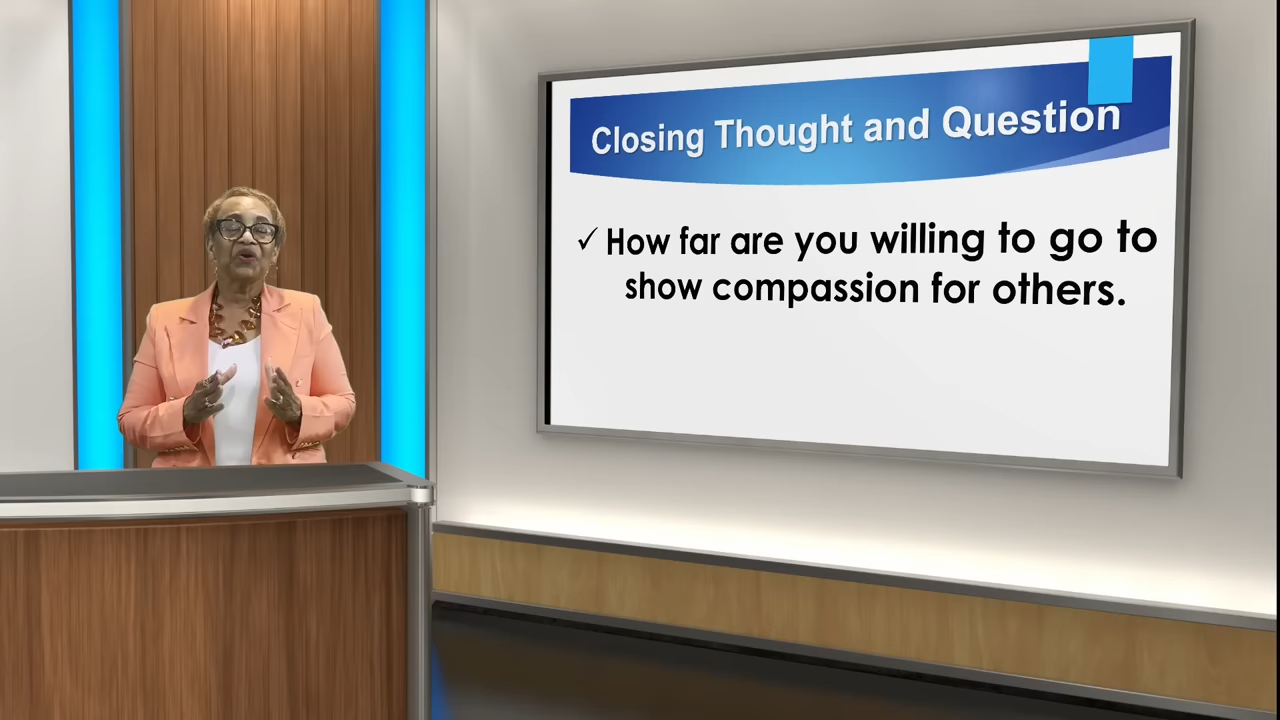 Closing Thought and Question
✓ How far are you willing to go to
show compassion for others.